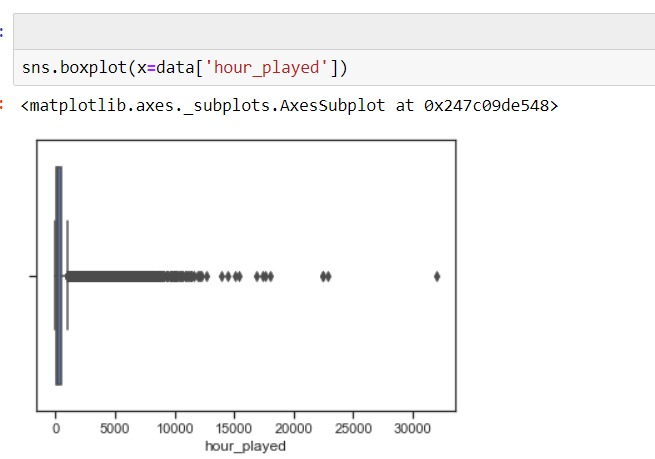 :
sns.boxplot(x=data['hour_played'])
: <matplotlib.axes._subplots.AxesSubplot at 0x247c09de548>
0 5000 10000 15000 20000 25000 30000
hour_played